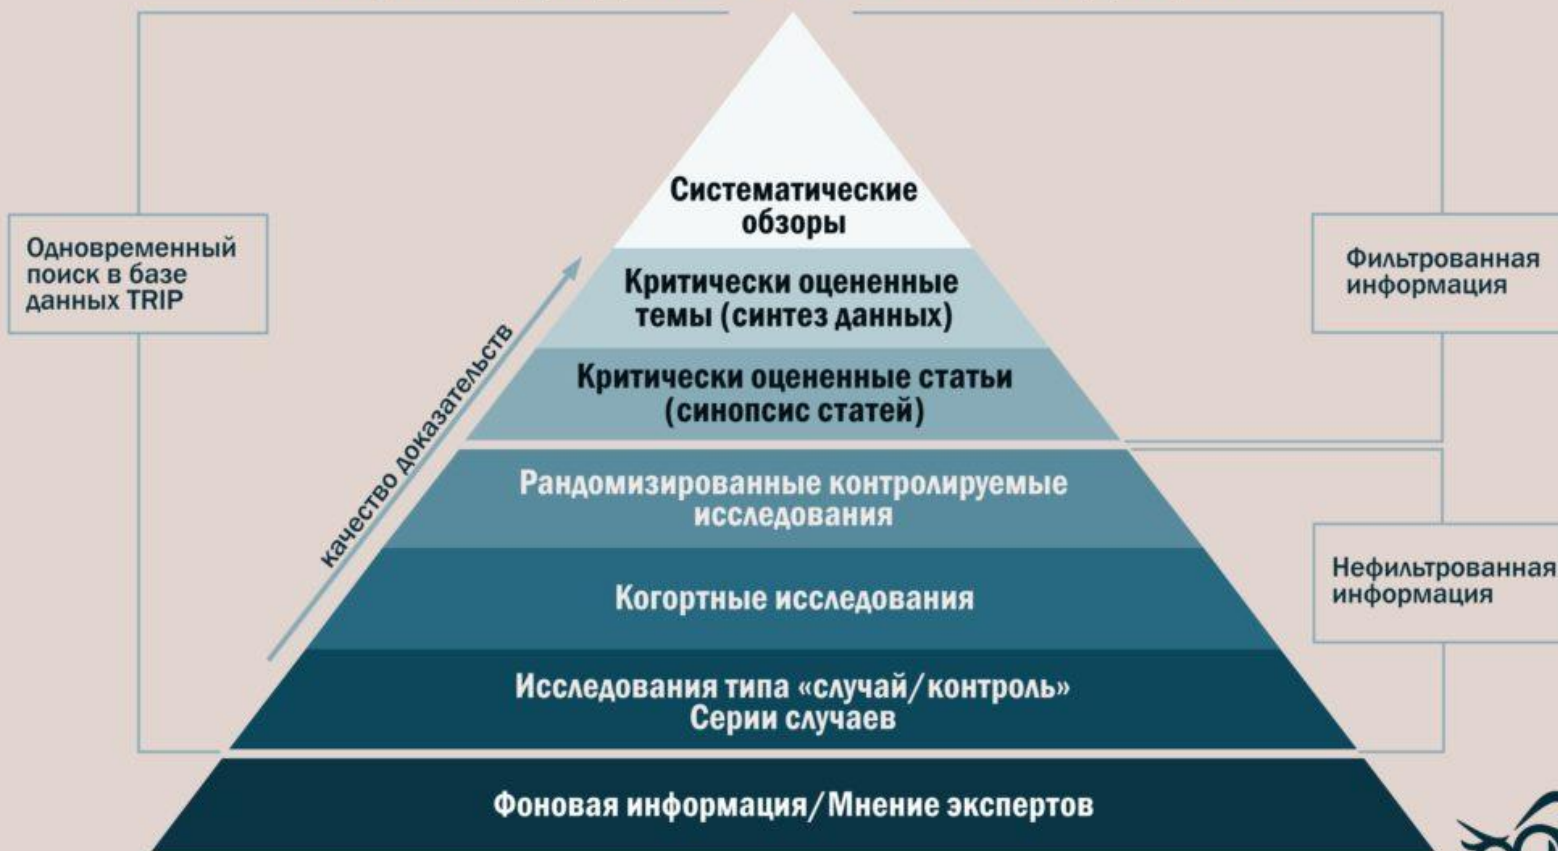 Систематические
обзоры
Одновременный
поиск в базе
данных TRIP
Фильтрованная
информация
Критически оцененные
темы (синтез данных)
качество доказательств
Критически оцененные статьи
(синопсис статей)
Рандомизированные контролируемые
исследования
Нефильтрованная
информация
Когортные исследования
Исследования типа «случай/контроль»
Серии случаев
Фоновая информация/Мнение экспертов